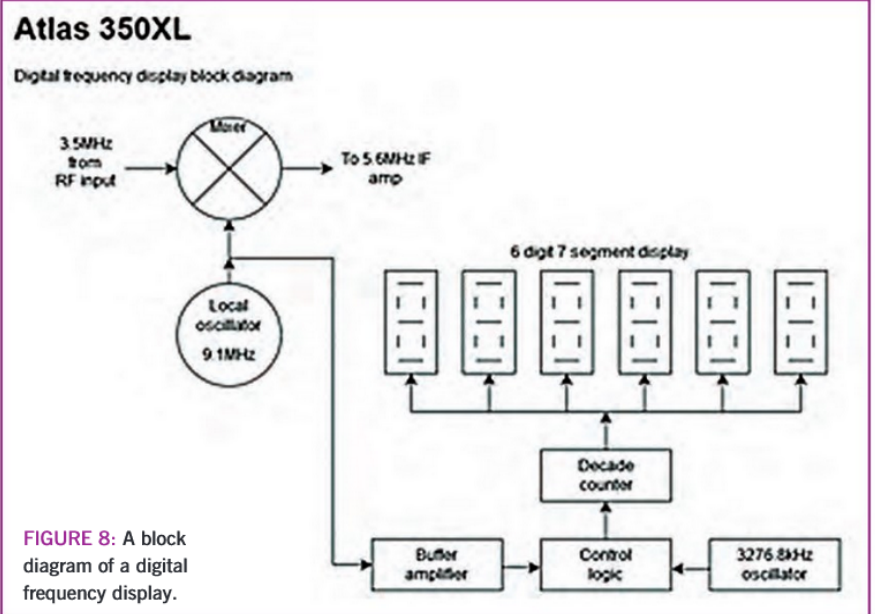 Atlas 350XL
Digital frequency display block diagram
Mixer
3.5MHz
from
RF input
To 5.6MHz IF
amp
6 digit 7 segment display
Local
oscillator
9.1MHz
Decade
counter
Buffer
amplifier
Control
logic
3276.8kHz
oscillator
FIGURE 8: A block
diagram of a digital
frequency display.